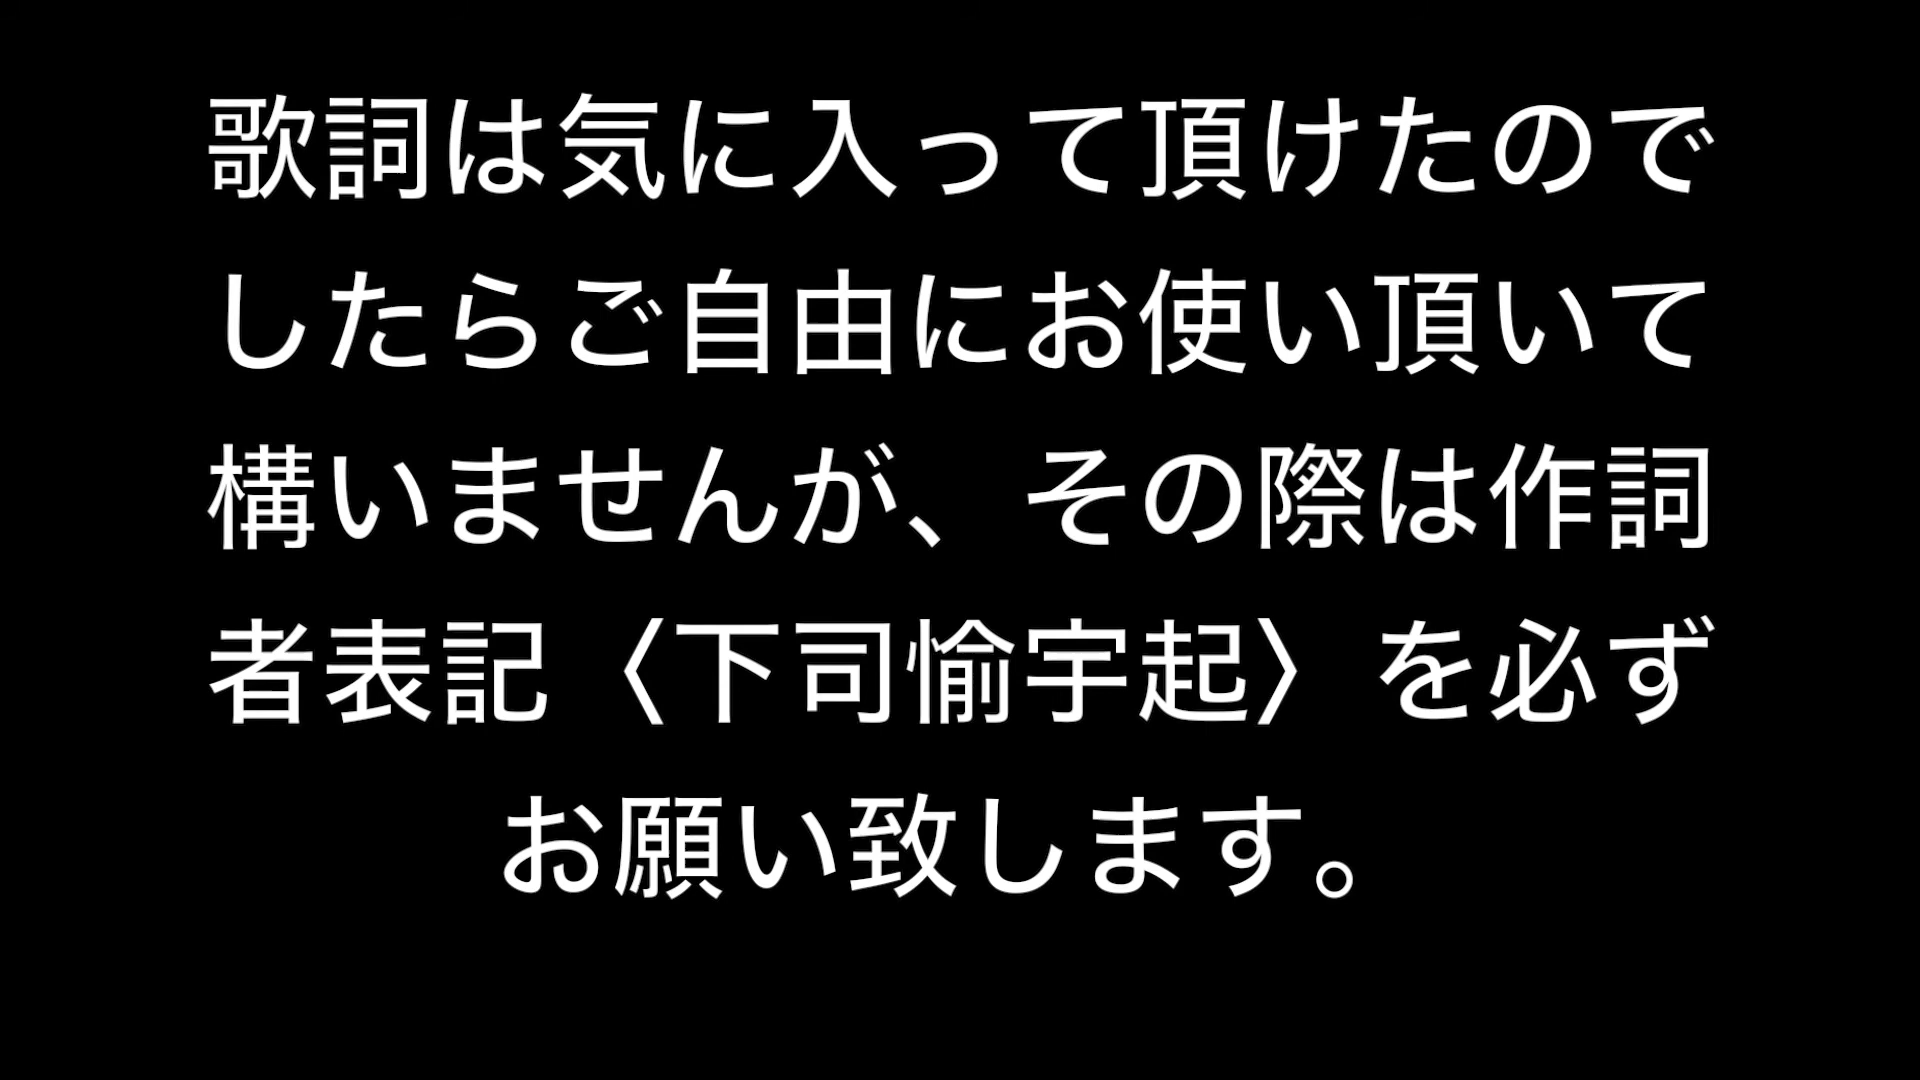 歌詞は気に入って頂けたので
したらご自由にお使い頂いて
構いませんが、その際は作詞
者表記〈下司愉宇起〉を必ず
お願い致します。